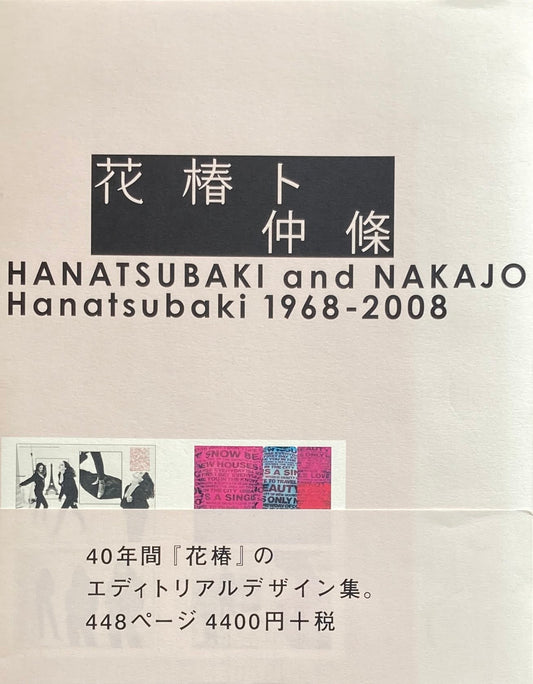 花椿ト
仲條
HANATSUBAKI and NAKAJO
Hanatsubaki 1968-2008
40年間『花椿』の
エディトリアルデザイン集。
448ページ 4400円＋税